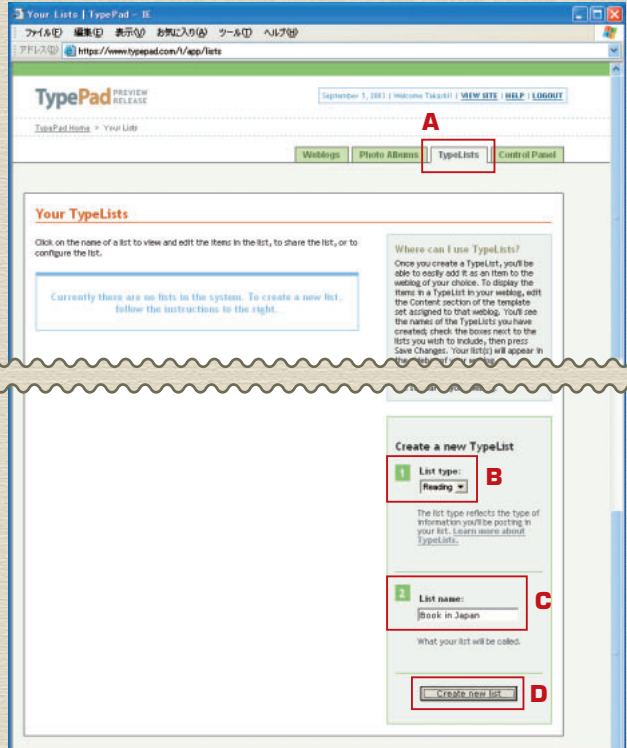 Your Lists | TypePad - IE
ファイル(F) 編集(E) 表示(V) お気に入り(A) ツール(T) ヘルプ(H)
アドレス(D) https://www.typepad.com/t/app/lists
TypePad PREVIEW RELEASE
September 5, 2003 | Welcome | VIEW SITE | HELP | LOGOUT
TypePad Home > Your Lists
A
Weblogs Photo Albums TypeLists Control Panel
Your TypeLists
Click on the name of a list to view and edit the items in the list, to share the list, or to
configure the list.
Currently there are no lists in the system. To create a new list,
follow the instructions to the right.
Where can I use TypeLists?
Once you create a TypeList, you'll be
able to easily add it as an item to the
weblog of your choice. To display the
items in a TypeList in your weblog, edit
the Content section of the template
set assigned to that weblog. You'll see
the names of the TypeLists you have
created; check the boxes next to the
lists you wish to include, then press
Save Changes. Your list(s) will appear in
Create a new TypeList
1 List type:
Reading
B
The list type reflects the type of
information you'll be posting in
your list. Learn more about
TypeLists.
2 List name:
Book in Japan
C
What your list will be called.
Create new list
D